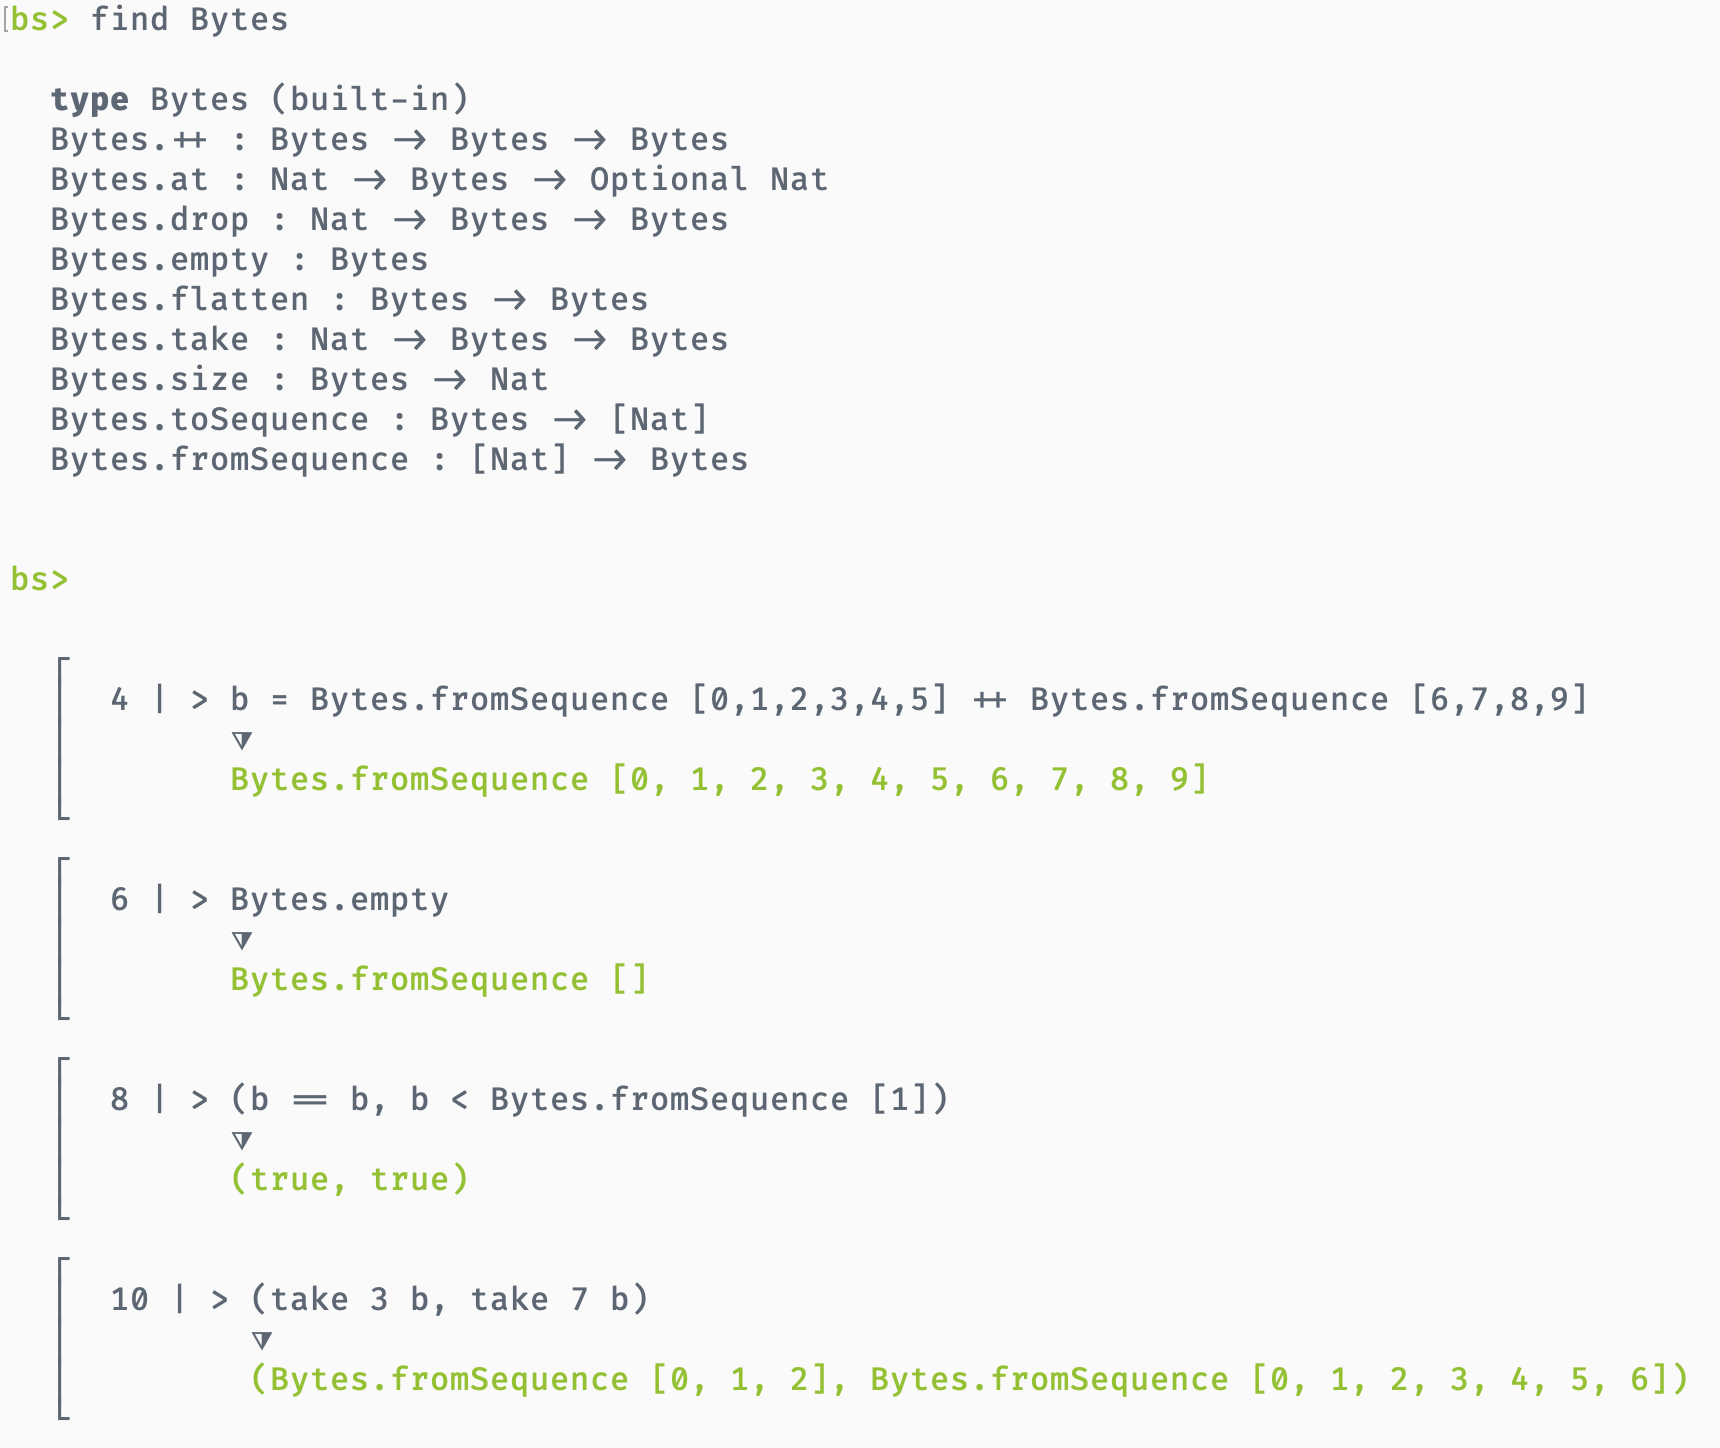 bs> find Bytes
type Bytes (built-in)
Bytes.++ : Bytes -> Bytes -> Bytes
Bytes.at : Nat -> Bytes -> Optional Nat
Bytes.drop : Nat -> Bytes -> Bytes
Bytes.empty : Bytes
Bytes.flatten : Bytes -> Bytes
Bytes.take : Nat -> Bytes -> Bytes
Bytes.size : Bytes -> Nat
Bytes.toSequence : Bytes -> [Nat]
Bytes.fromSequence : [Nat] -> Bytes
bs>
4 | > b = Bytes.fromSequence [0,1,2,3,4,5] ++ Bytes.fromSequence [6,7,8,9]
⧩
Bytes.fromSequence [0, 1, 2, 3, 4, 5, 6, 7, 8, 9]
6 | > Bytes.empty
⧩
Bytes.fromSequence []
8 | > (b == b, b < Bytes.fromSequence [1])
⧩
(true, true)
10 | > (take 3 b, take 7 b)
⧩
(Bytes.fromSequence [0, 1, 2], Bytes.fromSequence [0, 1, 2, 3, 4, 5, 6])